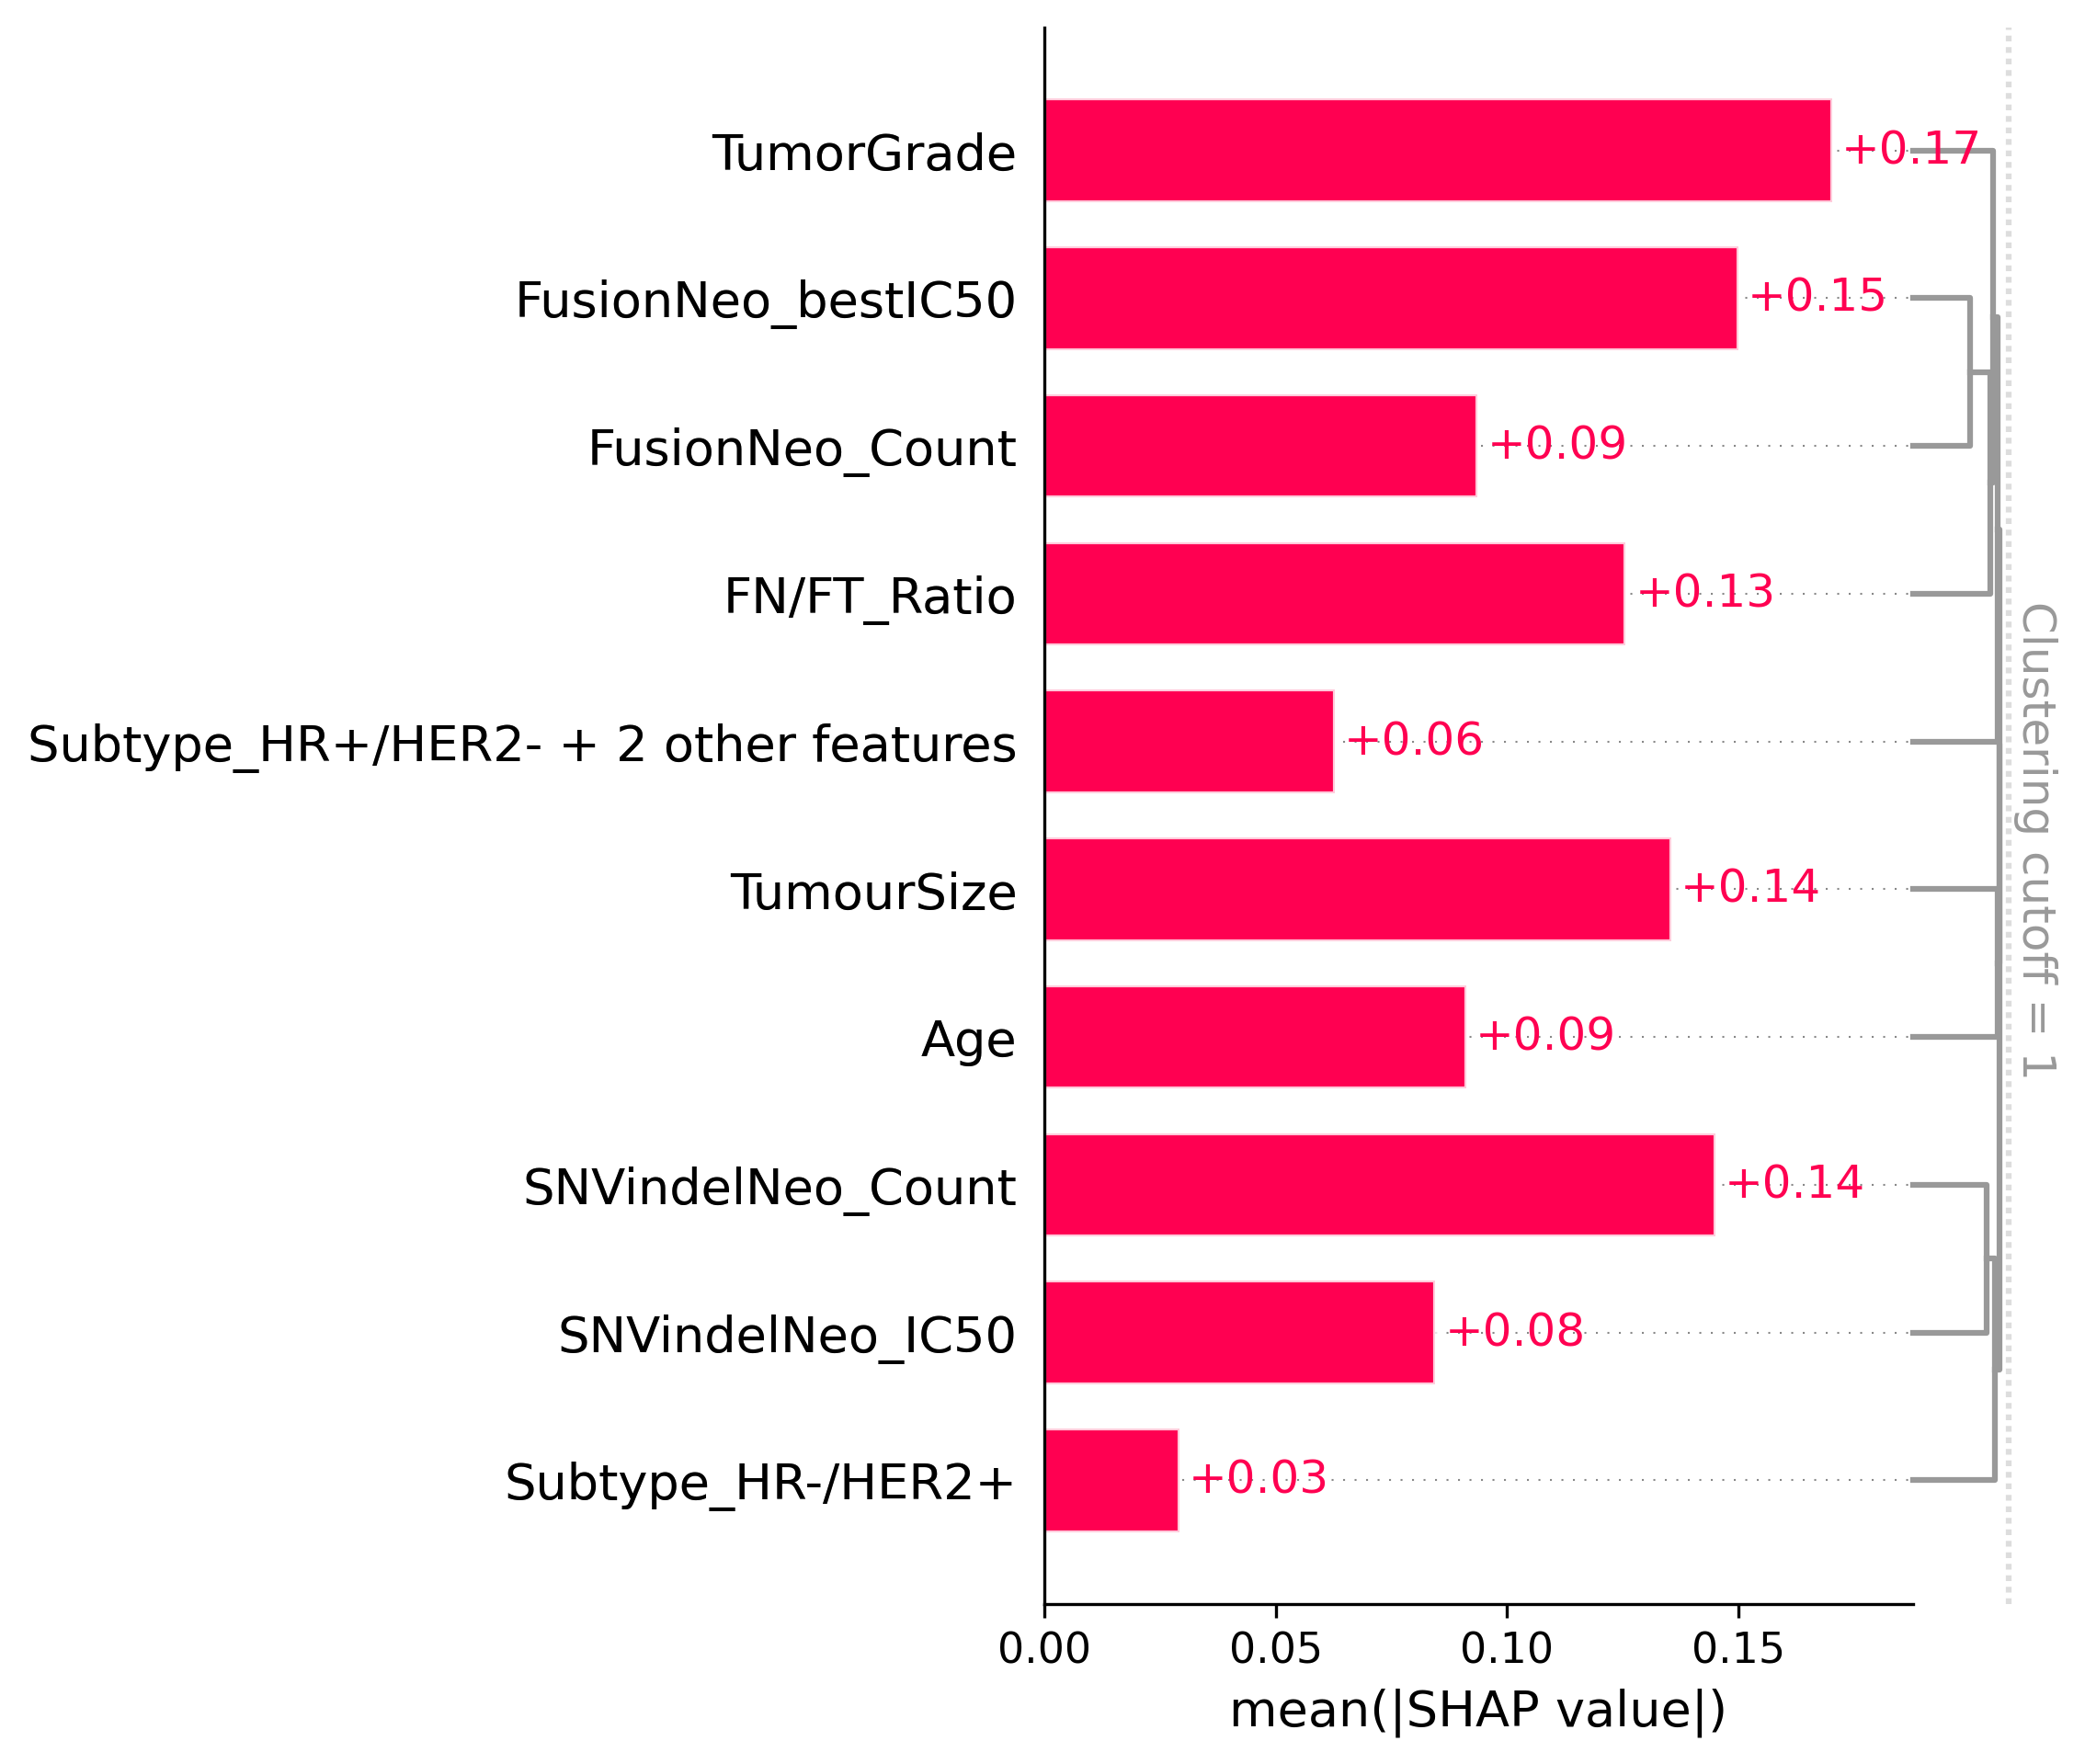 TumorGrade +0.17
FusionNeo_bestIC50 +0.15
FusionNeo_Count +0.09
FN/FT_Ratio +0.13
Subtype_HR+/HER2- + 2 other features +0.06
TumourSize +0.14
Age +0.09
SNVindelNeo_Count +0.14
SNVindelNeo_IC50 +0.08
Subtype_HR-/HER2+ +0.03
Clustering cutoff = 1
0.00 0.05 0.10 0.15
mean(|SHAP value|)